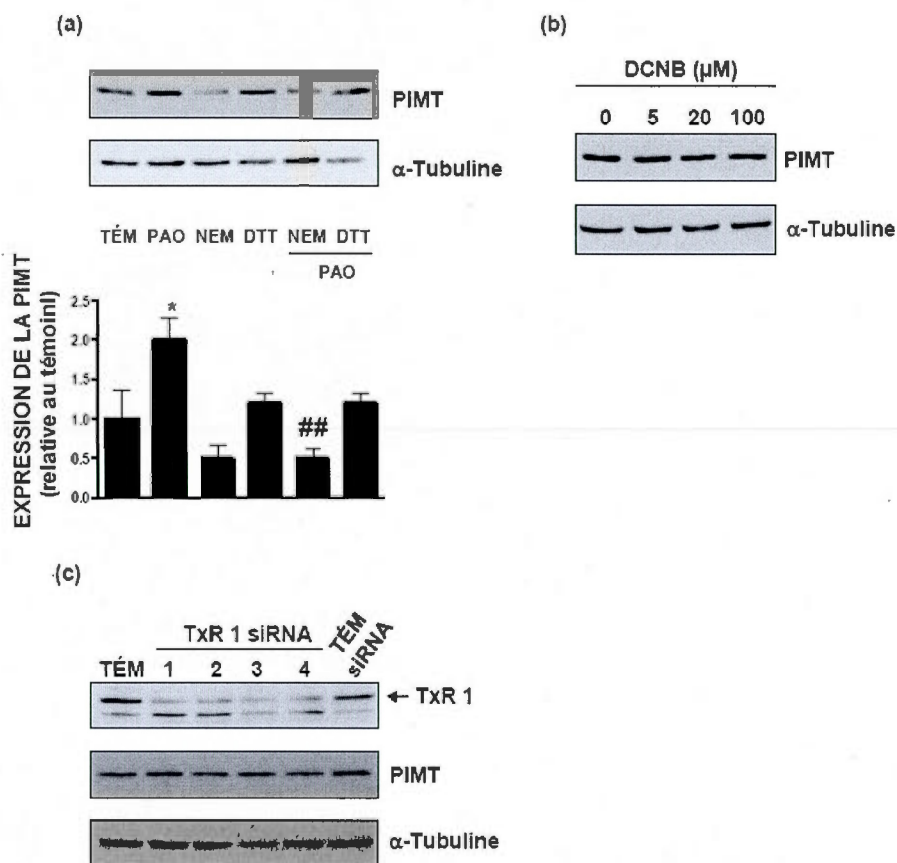 (a)
PIMT
α-Tubuline
TÉM PAO NEM DTT NEM DTT
PAO
EXPRESSION DE LA PIMT
(relative au témoinl)
2.5
2.0
1.5
1.0
0.5
0.0
*
##
(b)
DCNB (µM)
0 5 20 100
PIMT
α-Tubuline
(c)
TxR 1 siRNA
TÉM 1 2 3 4 TÉM siRNA
← TxR 1
PIMT
α-Tubuline